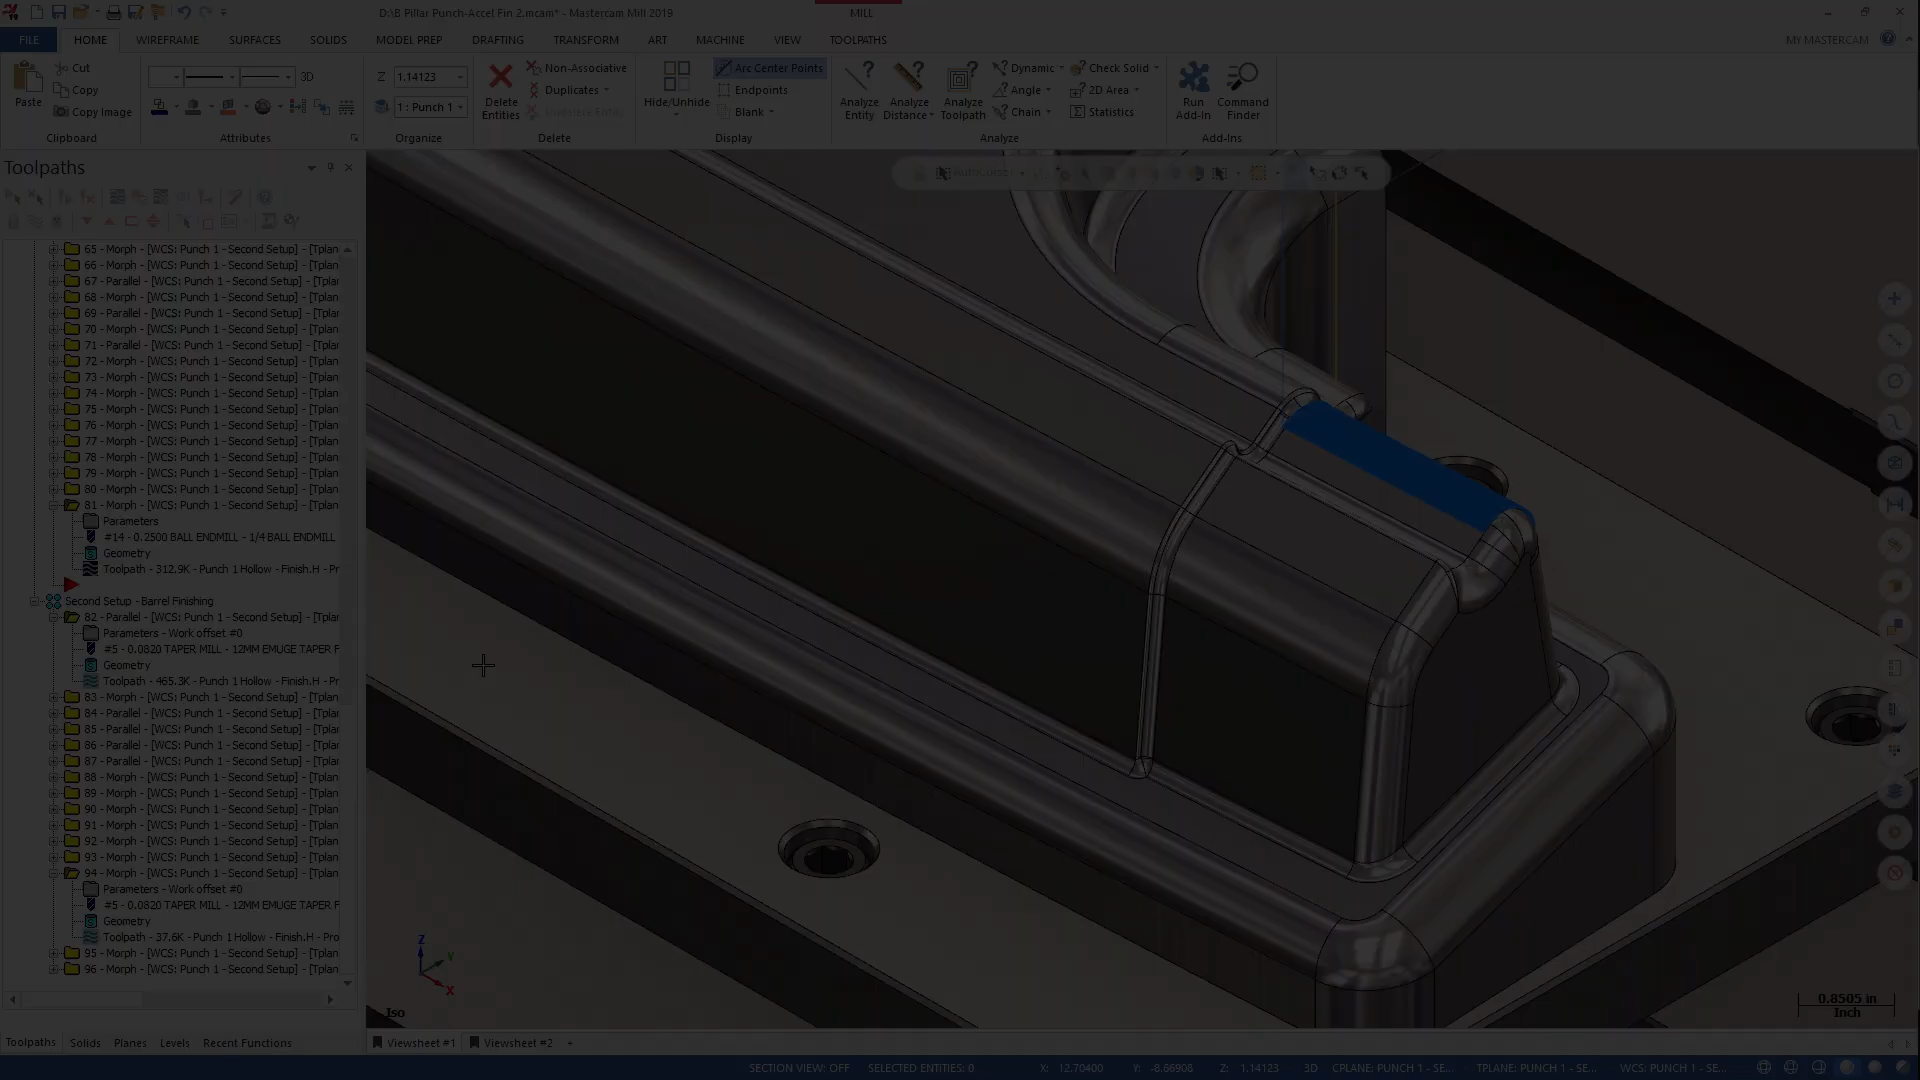 D:\B Pillar Punch-Accel Fin 2.mcam* - Mastercam Mill 2019
MILL
FILE HOME WIREFRAME SURFACES SOLIDS MODEL PREP DRAFTING TRANSFORM ART MACHINE VIEW TOOLPATHS MY MASTERCAM
Paste Cut Copy Copy Image
3D
Z 1.14123
1 : Punch 1
Delete Entities Non-Associative Duplicates
Hide/Unhide Arc Center Points Endpoints Blank
Analyze Entity Analyze Distance Analyze Toolpath Dynamic Angle Chain Check Solid 2D Area Statistics
Run Add-In Command Finder
Clipboard Attributes Organize Delete Display Analyze Add-Ins
Toolpaths
AutoCursor
65 - Morph - [WCS: Punch 1 - Second Setup] - [Tplan
66 - Morph - [WCS: Punch 1 - Second Setup] - [Tplan
67 - Parallel - [WCS: Punch 1 - Second Setup] - [Tplan
68 - Morph - [WCS: Punch 1 - Second Setup] - [Tplan
69 - Parallel - [WCS: Punch 1 - Second Setup] - [Tplan
70 - Morph - [WCS: Punch 1 - Second Setup] - [Tplan
71 - Parallel - [WCS: Punch 1 - Second Setup] - [Tplan
72 - Morph - [WCS: Punch 1 - Second Setup] - [Tplan
73 - Morph - [WCS: Punch 1 - Second Setup] - [Tplan
74 - Morph - [WCS: Punch 1 - Second Setup] - [Tplan
75 - Morph - [WCS: Punch 1 - Second Setup] - [Tplan
76 - Morph - [WCS: Punch 1 - Second Setup] - [Tplan
77 - Morph - [WCS: Punch 1 - Second Setup] - [Tplan
78 - Morph - [WCS: Punch 1 - Second Setup] - [Tplan
79 - Morph - [WCS: Punch 1 - Second Setup] - [Tplan
80 - Morph - [WCS: Punch 1 - Second Setup] - [Tplan
81 - Morph - [WCS: Punch 1 - Second Setup] - [Tplan
Parameters
#14 - 0.2500 BALL ENDMILL - 1/4 BALL ENDMILL
Geometry
Toolpath - 312.9K - Punch 1 Hollow - Finish.H - Pr
Second Setup - Barrel Finishing
82 - Parallel - [WCS: Punch 1 - Second Setup] - [Tplan
Parameters - Work offset #0
#5 - 0.0820 TAPER MILL - 12MM EMUGE TAPER F
Geometry
Toolpath - 465.3K - Punch 1 Hollow - Finish.H - Pr
83 - Morph - [WCS: Punch 1 - Second Setup] - [Tplan
84 - Parallel - [WCS: Punch 1 - Second Setup] - [Tplan
85 - Parallel - [WCS: Punch 1 - Second Setup] - [Tplan
86 - Parallel - [WCS: Punch 1 - Second Setup] - [Tplan
87 - Parallel - [WCS: Punch 1 - Second Setup] - [Tplan
88 - Morph - [WCS: Punch 1 - Second Setup] - [Tplan
89 - Morph - [WCS: Punch 1 - Second Setup] - [Tplan
90 - Morph - [WCS: Punch 1 - Second Setup] - [Tplan
91 - Morph - [WCS: Punch 1 - Second Setup] - [Tplan
92 - Morph - [WCS: Punch 1 - Second Setup] - [Tplan
93 - Morph - [WCS: Punch 1 - Second Setup] - [Tplan
94 - Morph - [WCS: Punch 1 - Second Setup] - [Tplan
Parameters - Work offset #0
#5 - 0.0820 TAPER MILL - 12MM EMUGE TAPER F
Geometry
Toolpath - 37.6K - Punch 1 Hollow - Finish.H - Pro
95 - Morph - [WCS: Punch 1 - Second Setup] - [Tplan
96 - Morph - [WCS: Punch 1 - Second Setup] - [Tplan
Z
Y
X
Iso
0.8505 in
Inch
Toolpaths Solids Planes Levels Recent Functions
Viewsheet #1 Viewsheet #2 +
SECTION VIEW: OFF SELECTED ENTITIES: 0 X: 12.70400 Y: -8.66908 Z: 1.14123 3D CPLANE: PUNCH 1 - SE... TPLANE: PUNCH 1 - SE... WCS: PUNCH 1 - SE...